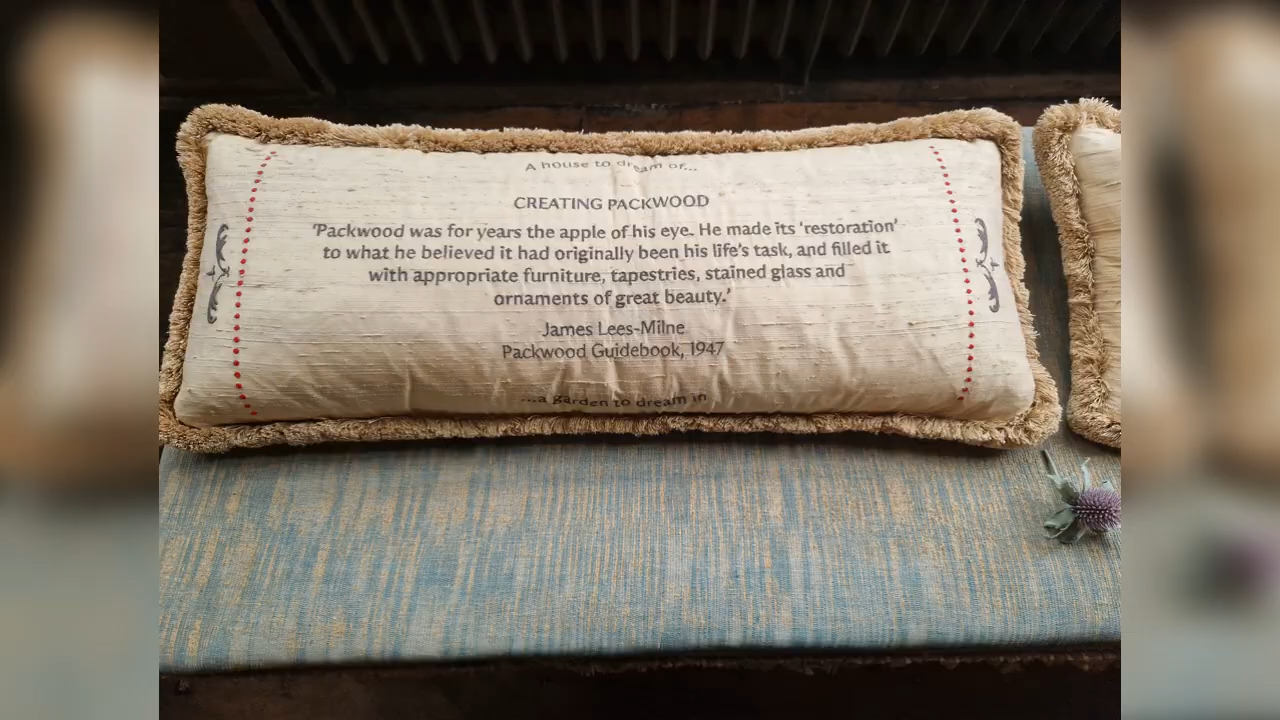 A house to dream of...
CREATING PACKWOOD
'Packwood was for years the apple of his eye. He made its 'restoration'
to what he believed it had originally been his life's task, and filled it
with appropriate furniture, tapestries, stained glass and
ornaments of great beauty.'
James Lees-Milne
Packwood Guidebook, 1947
...a garden to dream in